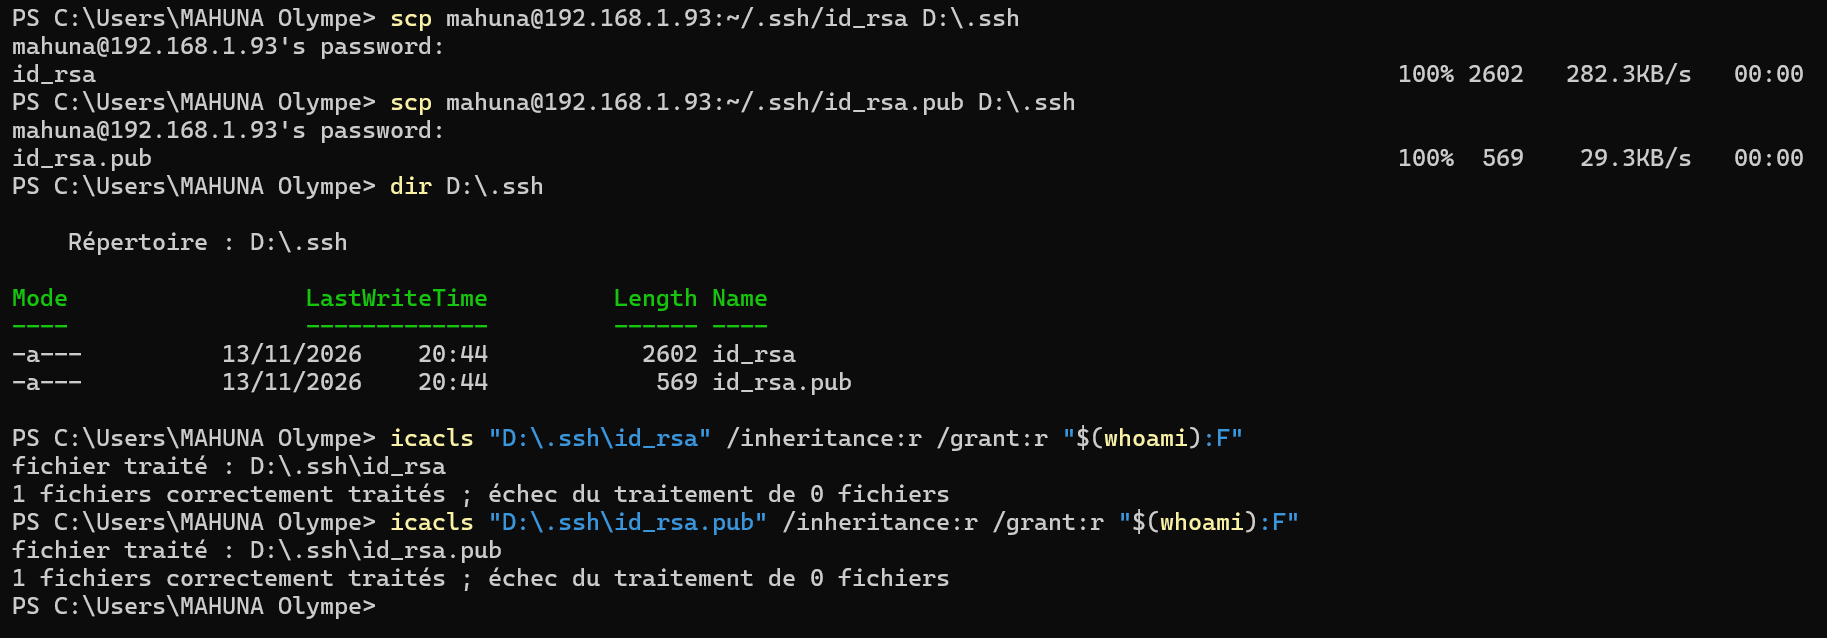 PS C:\Users\MAHUNA Olympe> scp mahuna@192.168.1.93:~/.ssh/id_rsa D:\.ssh
mahuna@192.168.1.93's password:
id_rsa 100% 2602 282.3KB/s 00:00
PS C:\Users\MAHUNA Olympe> scp mahuna@192.168.1.93:~/.ssh/id_rsa.pub D:\.ssh
mahuna@192.168.1.93's password:
id_rsa.pub 100% 569 29.3KB/s 00:00
PS C:\Users\MAHUNA Olympe> dir D:\.ssh
Répertoire : D:\.ssh
Mode LastWriteTime Length Name
---- ------------- ------ ----
-a--- 13/11/2026 20:44 2602 id_rsa
-a--- 13/11/2026 20:44 569 id_rsa.pub
PS C:\Users\MAHUNA Olympe> icacls "D:\.ssh\id_rsa" /inheritance:r /grant:r "$(whoami):F"
fichier traité : D:\.ssh\id_rsa
1 fichiers correctement traités ; échec du traitement de 0 fichiers
PS C:\Users\MAHUNA Olympe> icacls "D:\.ssh\id_rsa.pub" /inheritance:r /grant:r "$(whoami):F"
fichier traité : D:\.ssh\id_rsa.pub
1 fichiers correctement traités ; échec du traitement de 0 fichiers
PS C:\Users\MAHUNA Olympe>